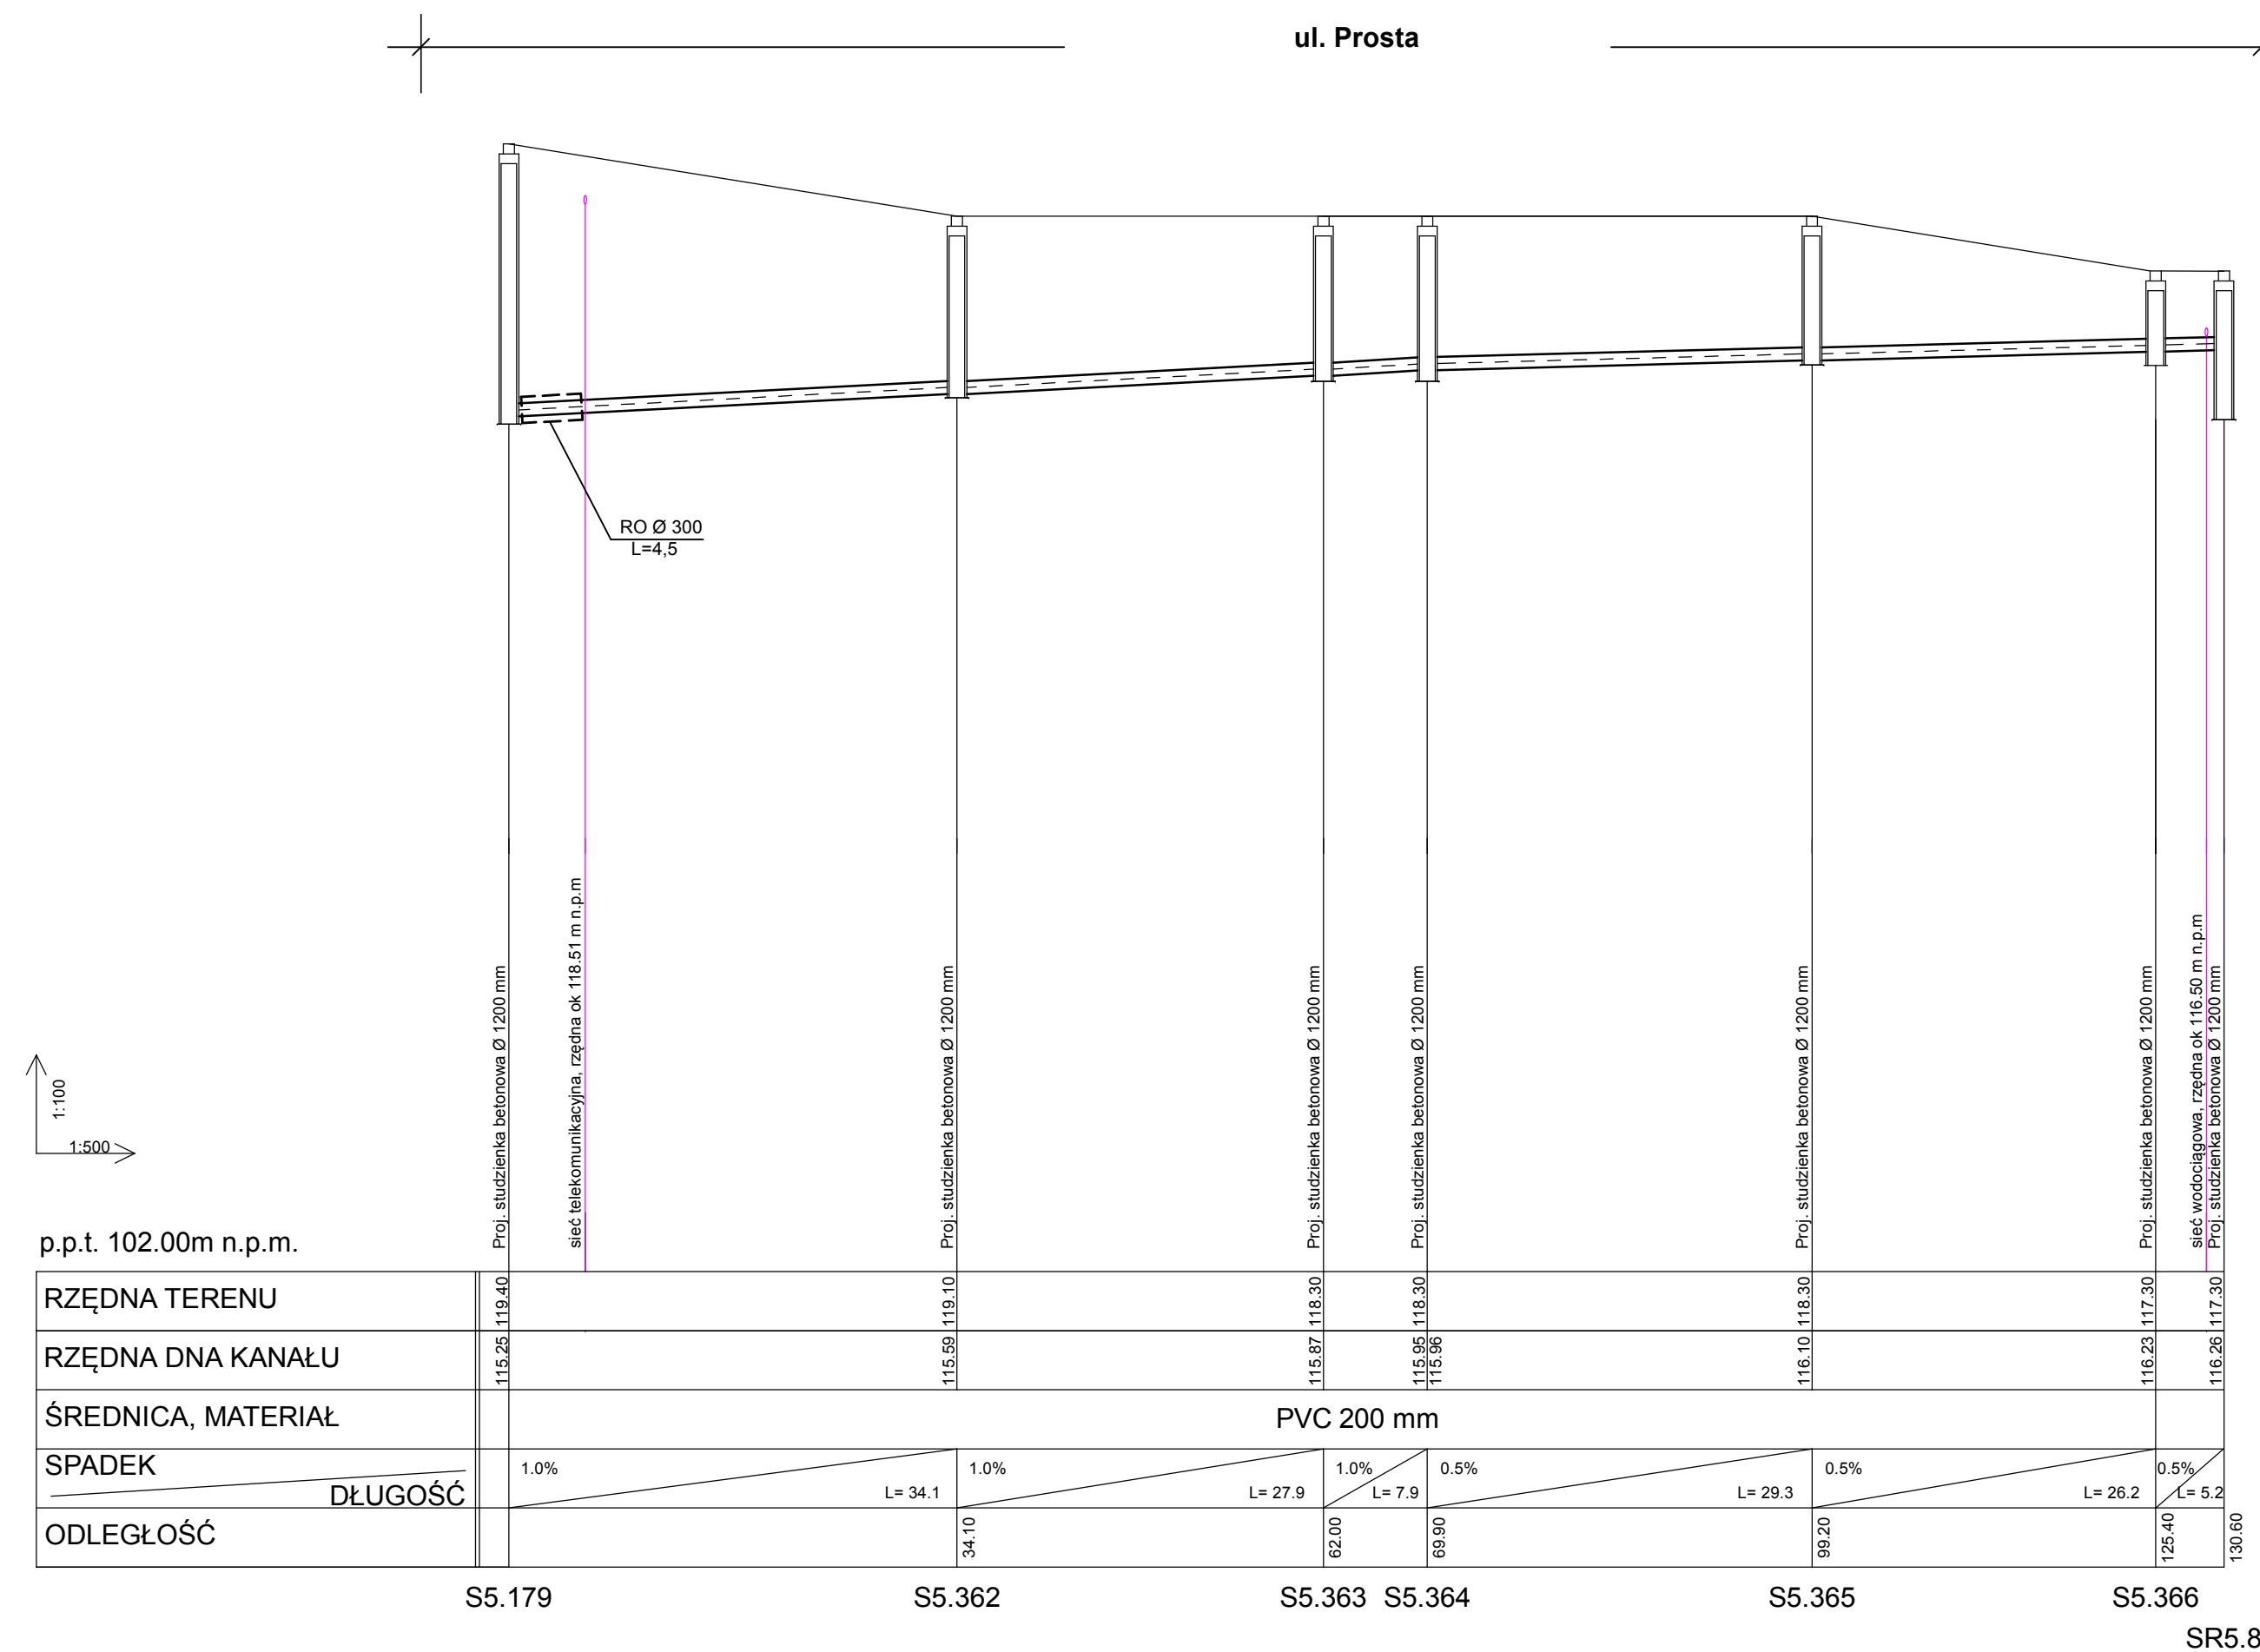 ul. Prosta
RO Ø 300
L=4,5
1:100
1:500
Proj. studzienka betonowa Ø 1200 mm
sieć telekomunikacyjna, rzędna ok 118.51 m n.p.m
Proj. studzienka betonowa Ø 1200 mm
Proj. studzienka betonowa Ø 1200 mm
Proj. studzienka betonowa Ø 1200 mm
Proj. studzienka betonowa Ø 1200 mm
Proj. studzienka betonowa Ø 1200 mm
sieć wodociągowa, rzędna ok 116.50 m n.p.m
Proj. studzienka betonowa Ø 1200 mm
p.p.t. 102.00m n.p.m.
RZĘDNA TERENU 119.40 119.10 118.30 118.30 118.30 117.30 117.30
RZĘDNA DNA KANAŁU 115.25 115.59 115.87 115.95 115.96 116.10 116.23 116.26
ŚREDNICA, MATERIAŁ PVC 200 mm
SPADEK 1.0% 1.0% 1.0% 0.5% 0.5% 0.5%
DŁUGOŚĆ L= 34.1 L= 27.9 L= 7.9 L= 29.3 L= 26.2 L= 5.2
ODLEGŁOŚĆ 34.10 62.00 69.90 99.20 125.40 130.60
S5.179 S5.362 S5.363 S5.364 S5.365 S5.366
SR5.8